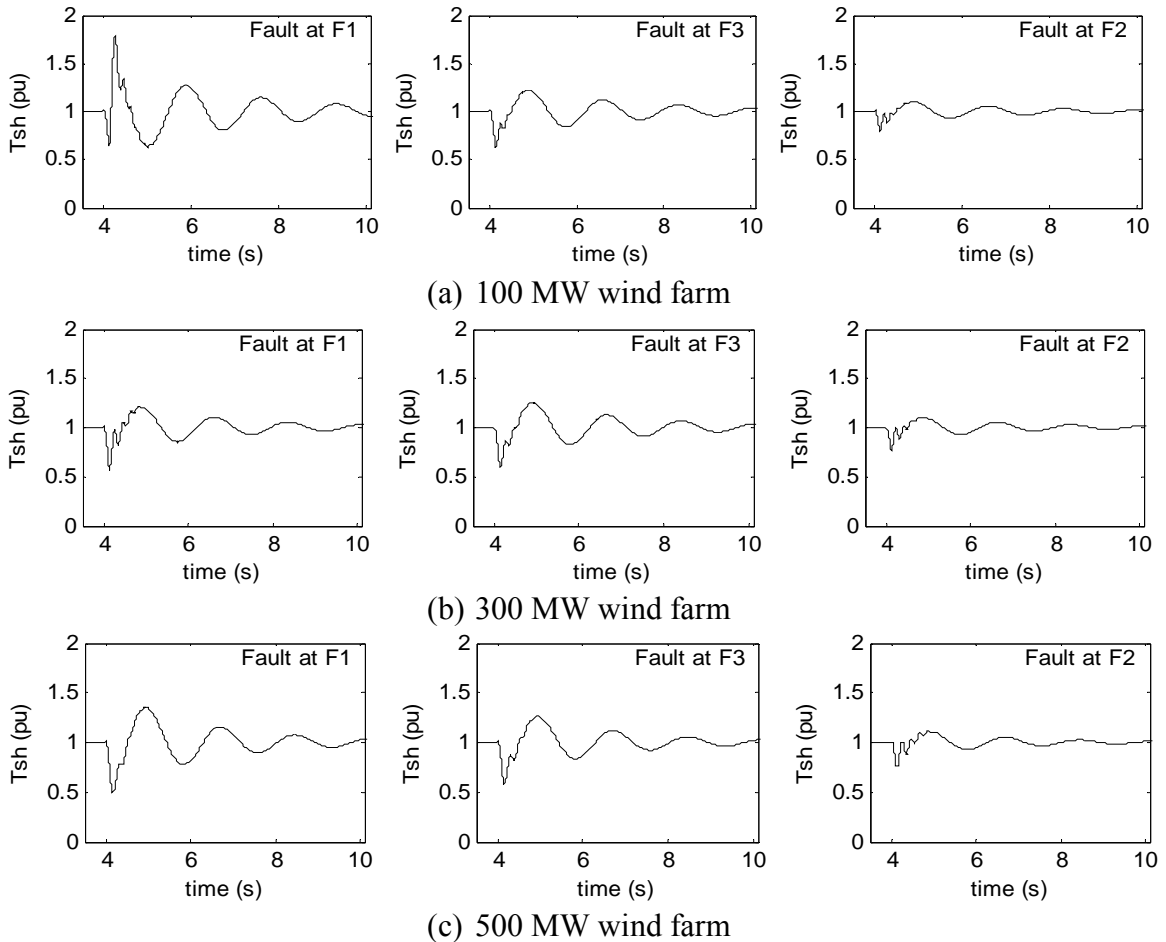 Fault at F1
Tsh (pu)
2
1.5
1
0.5
0
4 6 8 10
time (s)
Fault at F3
Tsh (pu)
2
1.5
1
0.5
0
4 6 8 10
time (s)
Fault at F2
Tsh (pu)
2
1.5
1
0.5
0
4 6 8 10
time (s)
(a) 100 MW wind farm
Fault at F1
Tsh (pu)
2
1.5
1
0.5
0
4 6 8 10
time (s)
Fault at F3
Tsh (pu)
2
1.5
1
0.5
0
4 6 8 10
time (s)
Fault at F2
Tsh (pu)
2
1.5
1
0.5
0
4 6 8 10
time (s)
(b) 300 MW wind farm
Fault at F1
Tsh (pu)
2
1.5
1
0.5
0
4 6 8 10
time (s)
Fault at F3
Tsh (pu)
2
1.5
1
0.5
0
4 6 8 10
time (s)
Fault at F2
Tsh (pu)
2
1.5
1
0.5
0
4 6 8 10
time (s)
(c) 500 MW wind farm